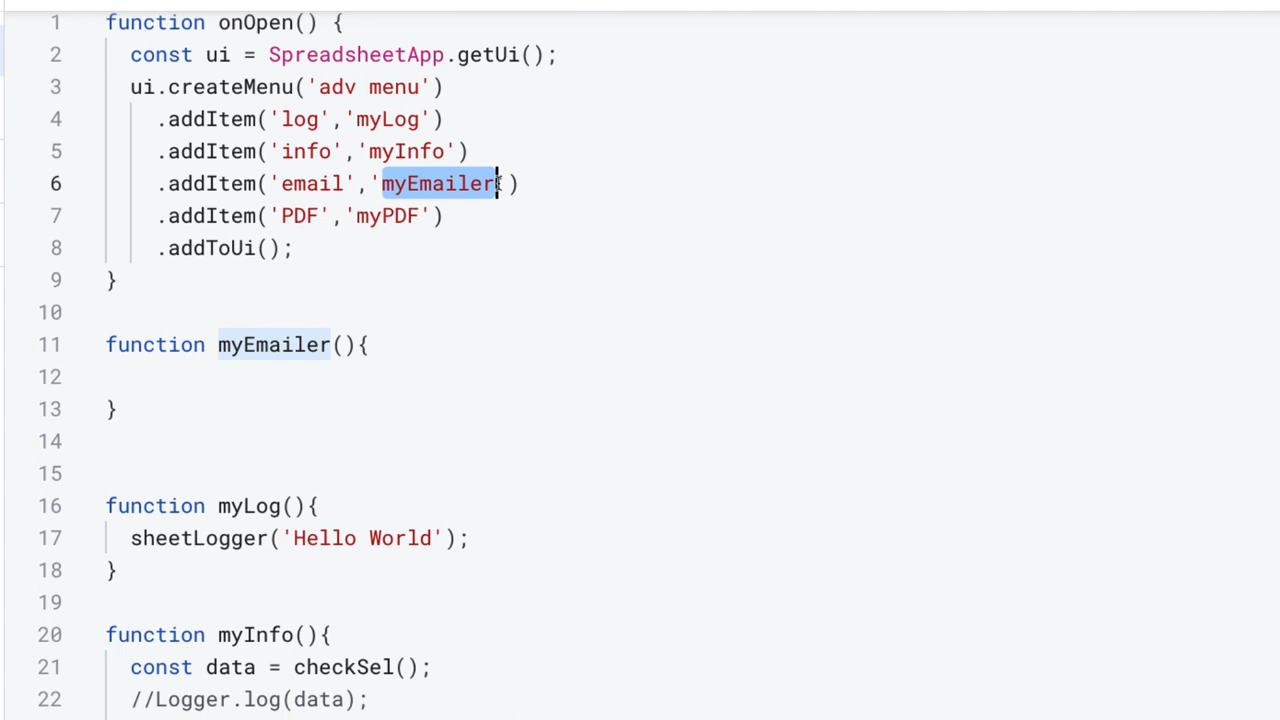 1 function onOpen() {
2 const ui = SpreadsheetApp.getUi();
3 ui.createMenu('adv menu')
4 .addItem('log','myLog')
5 .addItem('info','myInfo')
6 .addItem('email','myEmailer')
7 .addItem('PDF','myPDF')
8 .addToUi();
9 }
10
11 function myEmailer(){
12
13 }
14
15
16 function myLog(){
17 sheetLogger('Hello World');
18 }
19
20 function myInfo(){
21 const data = checkSel();
22 //Logger.log(data);